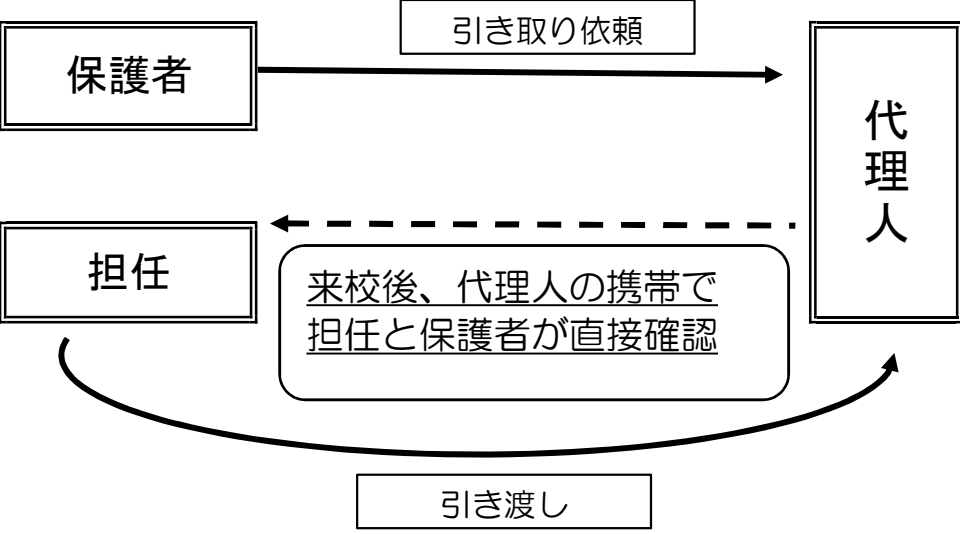 引き取り依頼
保護者
代理人
担任
来校後、代理人の携帯で
担任と保護者が直接確認
引き渡し